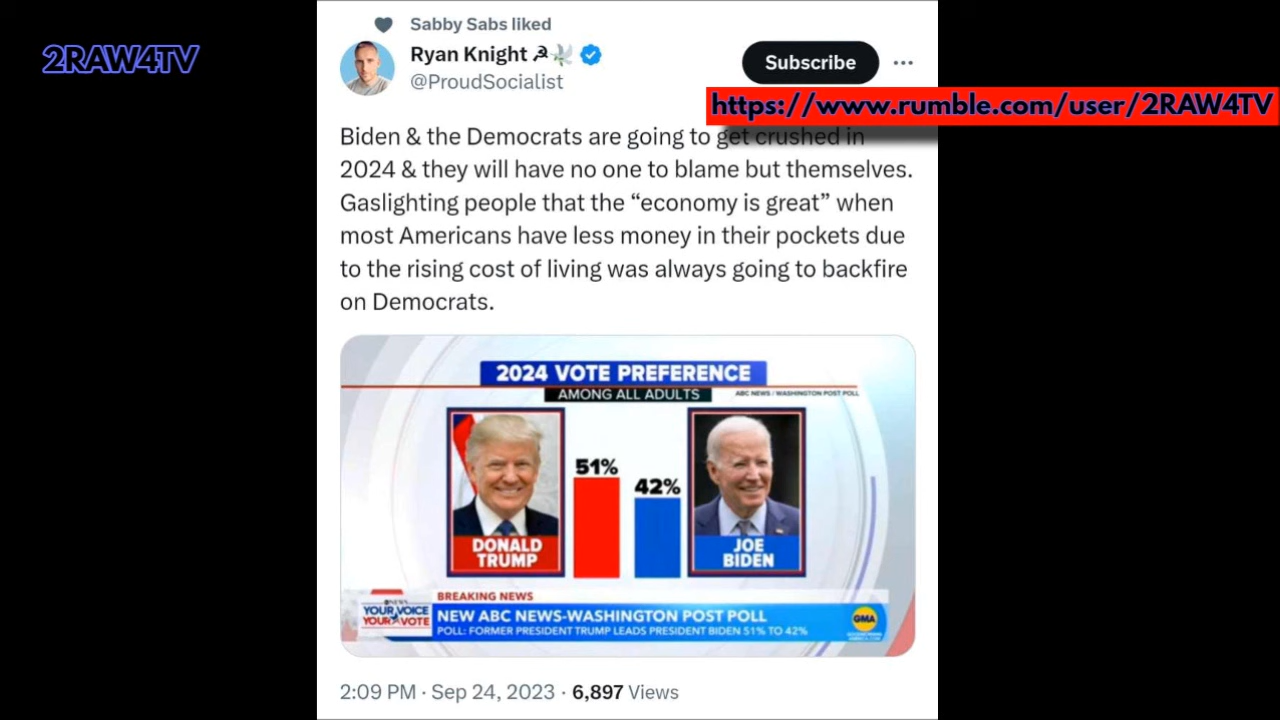 Sabby Sabs liked
2RAW4TV
Ryan Knight
@ProudSocialist
Subscribe
https://www.rumble.com/user/2RAW4TV
Biden & the Democrats are going to get crushed in
2024 & they will have no one to blame but themselves.
Gaslighting people that the “economy is great” when
most Americans have less money in their pockets due
to the rising cost of living was always going to backfire
on Democrats.
2024 VOTE PREFERENCE
AMONG ALL ADULTS
ABC NEWS / WASHINGTON POST POLL
51%
42%
DONALD
TRUMP
JOE
BIDEN
BREAKING NEWS
YOUR VOICE
YOUR VOTE
NEW ABC NEWS-WASHINGTON POST POLL
POLL: FORMER PRESIDENT TRUMP LEADS PRESIDENT BIDEN 51% TO 42%
GMA
2:09 PM · Sep 24, 2023 · 6,897 Views